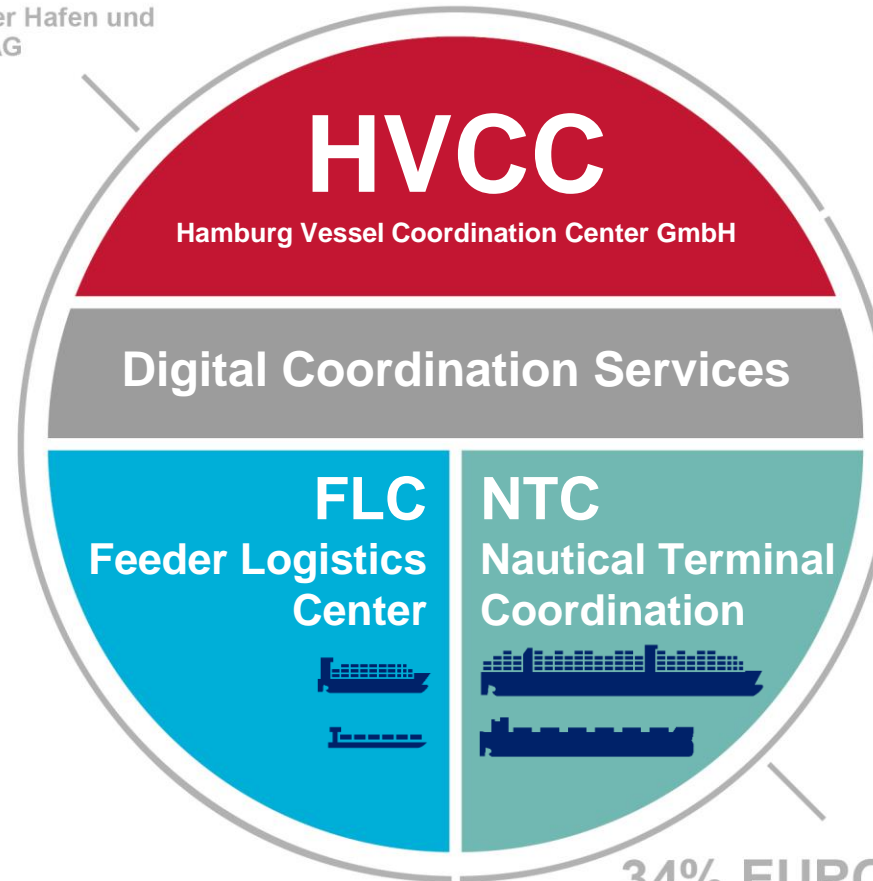 Hafen und
HVCC
Hamburg Vessel Coordination Center GmbH
Digital Coordination Services
FLC
Feeder Logistics
Center
NTC
Nautical Terminal
Coordination
34%